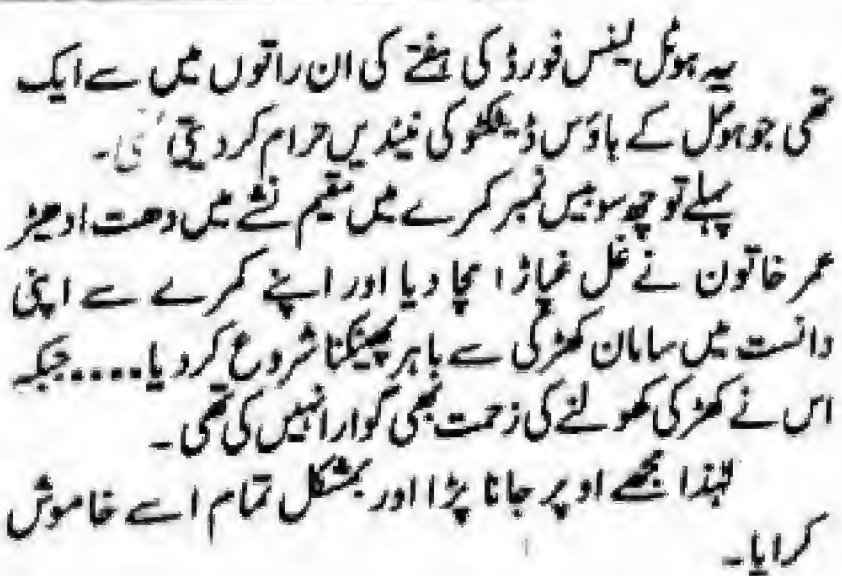 یہ ہوٹل لینس فورڈ کی ہفتے کی ان راتوں میں سے ایک
تھی جو ہوٹل کے ہاؤس ڈیٹکٹو کی نیندیں حرام کر دیتی تھی۔
پہلے تو چھ سو بیس نمبر کمرے میں مقیم نشے میں دھت ادھیڑ
عمر خاتون نے غل غپاڑا مچا دیا اور اپنے کمرے سے اپنی
دانست میں سامان کھڑکی سے باہر پھینکنا شروع کر دیا.....جبکہ
اس نے کھڑکی کھولنے کی زحمت بھی گوارا نہیں کی تھی۔
لہٰذا مجھے اوپر جانا پڑا اور بمشکل تمام اسے خاموش
کرایا۔